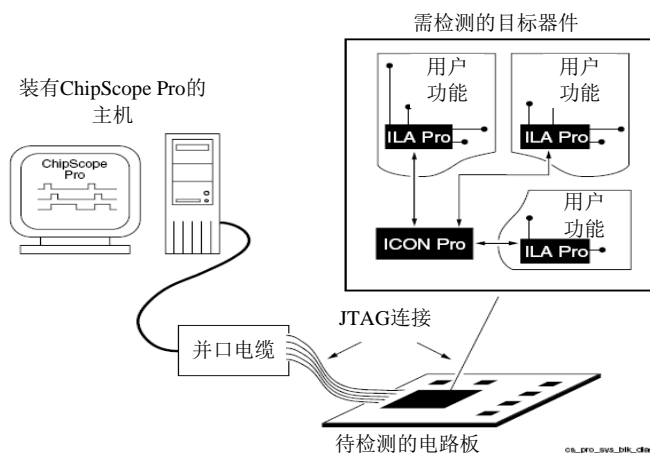 需检测的目标器件
装有ChipScope Pro的
主机
ChipScope
Pro
用户
功能
ILA Pro
用户
功能
ILA Pro
用户
功能
ILA Pro
ICON Pro
JTAG连接
并口电缆
待检测的电路板
cs_pro_sys_blk_diag